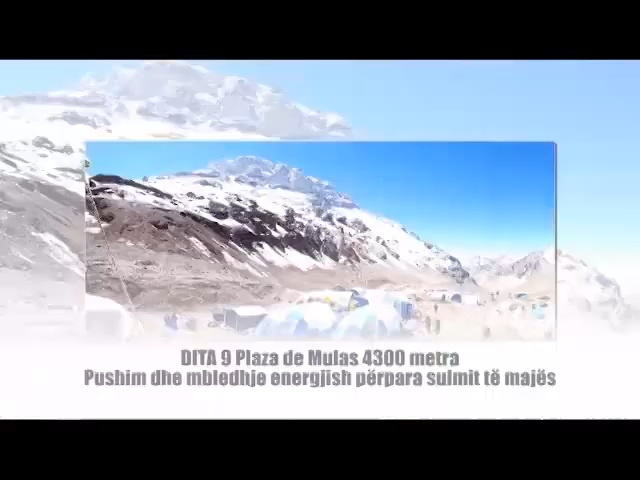 DITA 9 Plaza de Mulas 4300 metra
Pushim dhe mbledhje energjish përpara sulmit të majës